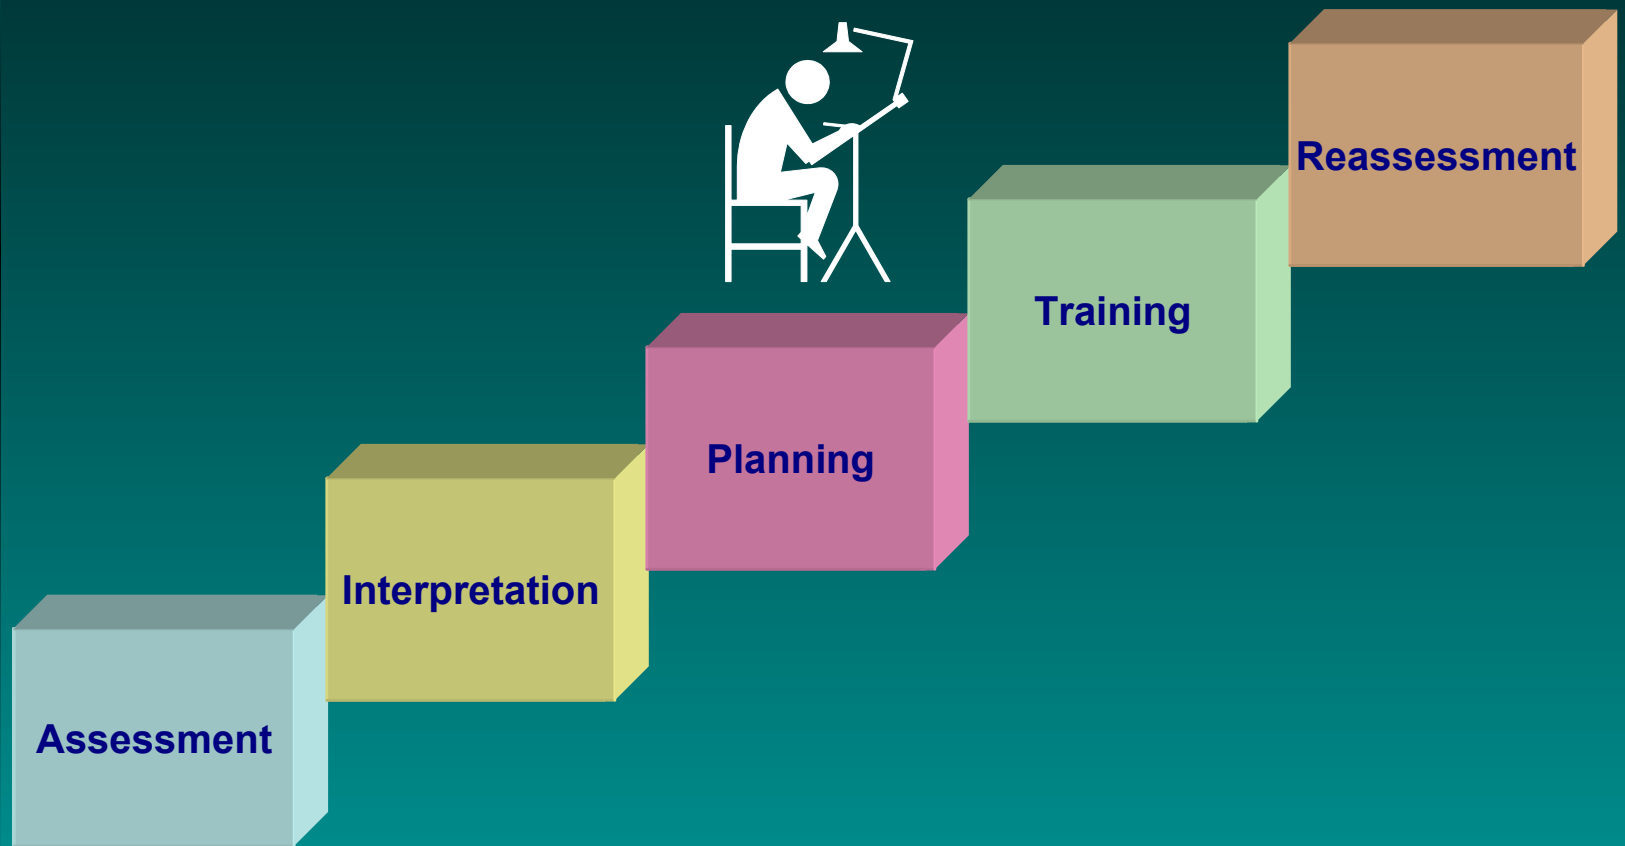 Assessment
Interpretation
Planning
Training
Reassessment